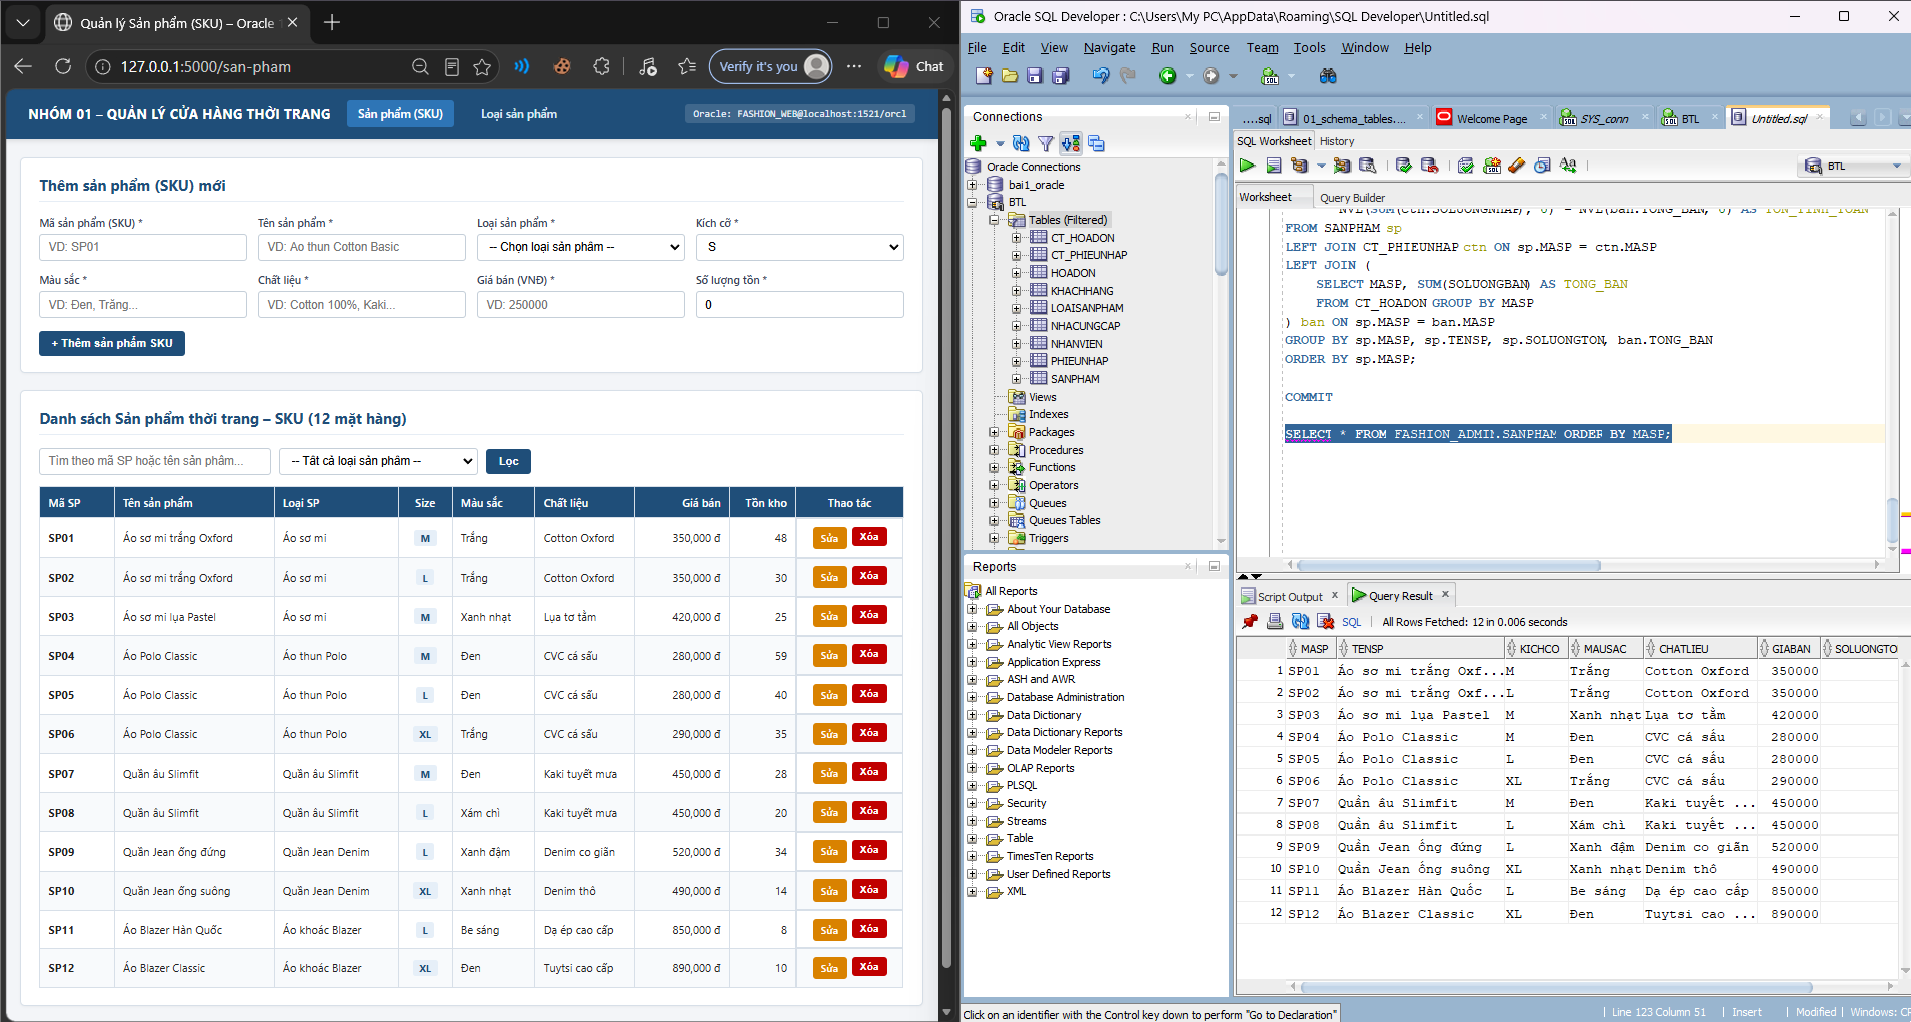 Quản lý Sản phẩm (SKU) – Oracle
127.0.0.1:5000/san-pham
Verify it's you
Chat
NHÓM 01 – QUẢN LÝ CỬA HÀNG THỜI TRANG
Sản phẩm (SKU)
Loại sản phẩm
Oracle: FASHION_WEB@localhost:1521/orcl
Thêm sản phẩm (SKU) mới
Mã sản phẩm (SKU) *
Tên sản phẩm *
Loại sản phẩm *
Kích cỡ *
VD: SP01
VD: Áo thun Cotton Basic
-- Chọn loại sản phẩm --
S
Màu sắc *
Chất liệu *
Giá bán (VNĐ) *
Số lượng tồn *
VD: Đen, Trắng...
VD: Cotton 100%, Kaki...
VD: 250000
0
+ Thêm sản phẩm SKU
Danh sách Sản phẩm thời trang – SKU (12 mặt hàng)
Tìm theo mã SP hoặc tên sản phẩm...
-- Tất cả loại sản phẩm --
Lọc
Mã SP Tên sản phẩm Loại SP Size Màu sắc Chất liệu Giá bán Tồn kho Thao tác
SP01 Áo sơ mi trắng Oxford Áo sơ mi M Trắng Cotton Oxford 350,000 đ 48 Sửa Xóa
SP02 Áo sơ mi trắng Oxford Áo sơ mi L Trắng Cotton Oxford 350,000 đ 30 Sửa Xóa
SP03 Áo sơ mi lụa Pastel Áo sơ mi M Xanh nhạt Lụa tơ tằm 420,000 đ 25 Sửa Xóa
SP04 Áo Polo Classic Áo thun Polo M Đen CVC cá sấu 280,000 đ 59 Sửa Xóa
SP05 Áo Polo Classic Áo thun Polo L Đen CVC cá sấu 280,000 đ 40 Sửa Xóa
SP06 Áo Polo Classic Áo thun Polo XL Trắng CVC cá sấu 290,000 đ 35 Sửa Xóa
SP07 Quần âu Slimfit Quần âu Slimfit M Đen Kaki tuyết mưa 450,000 đ 28 Sửa Xóa
SP08 Quần âu Slimfit Quần âu Slimfit L Xám chì Kaki tuyết mưa 450,000 đ 20 Sửa Xóa
SP09 Quần Jean ống đứng Quần Jean Denim L Xanh đậm Denim co giãn 520,000 đ 34 Sửa Xóa
SP10 Quần Jean ống suông Quần Jean Denim XL Xanh nhạt Denim thô 490,000 đ 14 Sửa Xóa
SP11 Áo Blazer Hàn Quốc Áo khoác Blazer L Be sáng Dạ ép cao cấp 850,000 đ 8 Sửa Xóa
SP12 Áo Blazer Classic Áo khoác Blazer XL Đen Tuytsi cao cấp 890,000 đ 10 Sửa Xóa
Oracle SQL Developer : C:\Users\My PC\AppData\Roaming\SQL Developer\Untitled.sql
File Edit View Navigate Run Source Team Tools Window Help
Connections
Oracle Connections
bai1_oracle
BTL
Tables (Filtered)
CT_HOADON
CT_PHIEUNHAP
HOADON
KHACHHANG
LOAISANPHAM
NHACUNGCAP
NHANVIEN
PHIEUNHAP
SANPHAM
Views
Indexes
Packages
Procedures
Functions
Operators
Queues
Queues Tables
Triggers
Reports
All Reports
About Your Database
All Objects
Analytic View Reports
Application Express
ASH and AWR
Database Administration
Data Dictionary
Data Dictionary Reports
Data Modeler Reports
OLAP Reports
PLSQL
Security
Streams
Table
TimesTen Reports
User Defined Reports
XML
....sql
01_schema_tables....
Welcome Page
SYS_conn
BTL
Untitled.sql
SQL Worksheet History
BTL
Worksheet Query Builder
NVL(SUM(ctn.SOLUONGNHAP), 0) - NVL(ban.TONG_BAN, 0) AS TON_TINH_TOAN
FROM SANPHAM sp
LEFT JOIN CT_PHIEUNHAP ctn ON sp.MASP = ctn.MASP
LEFT JOIN (
SELECT MASP, SUM(SOLUONGBAN) AS TONG_BAN
FROM CT_HOADON GROUP BY MASP
) ban ON sp.MASP = ban.MASP
GROUP BY sp.MASP, sp.TENSP, sp.SOLUONGTON, ban.TONG_BAN
ORDER BY sp.MASP;
COMMIT
SELECT * FROM FASHION_ADMIN.SANPHAM ORDER BY MASP;
Script Output
Query Result
SQL
All Rows Fetched: 12 in 0.006 seconds
MASP TENSP KICHCO MAUSAC CHATLIEU GIABAN SOLUONGTO
1 SP01 Áo sơ mi trắng Oxf... M Trắng Cotton Oxford 350000
2 SP02 Áo sơ mi trắng Oxf... L Trắng Cotton Oxford 350000
3 SP03 Áo sơ mi lụa Pastel M Xanh nhạt Lụa tơ tằm 420000
4 SP04 Áo Polo Classic M Đen CVC cá sấu 280000
5 SP05 Áo Polo Classic L Đen CVC cá sấu 280000
6 SP06 Áo Polo Classic XL Trắng CVC cá sấu 290000
7 SP07 Quần âu Slimfit M Đen Kaki tuyết ... 450000
8 SP08 Quần âu Slimfit L Xám chì Kaki tuyết ... 450000
9 SP09 Quần Jean ống đứng L Xanh đậm Denim co giãn 520000
10 SP10 Quần Jean ống suông XL Xanh nhạt Denim thô 490000
11 SP11 Áo Blazer Hàn Quốc L Be sáng Dạ ép cao cấp 850000
12 SP12 Áo Blazer Classic XL Đen Tuytsi cao ... 890000
Click on an identifier with the Control key down to perform "Go to Declaration"
Line 123 Column 51
Insert
Modified
Windows: CF